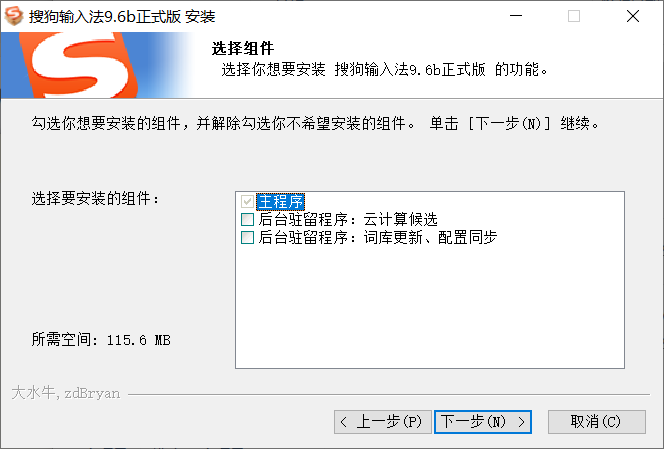 搜狗输入法9.6b正式版 安装
选择组件
选择你想要安装 搜狗输入法9.6b正式版 的功能。
勾选你想要安装的组件，并解除勾选你不希望安装的组件。 单击 [下一步(N)] 继续。
选择要安装的组件：
主程序
后台驻留程序：云计算候选
后台驻留程序：词库更新、配置同步
所需空间: 115.6 MB
大水牛,zdBryan
< 上一步(P)
下一步(N) >
取消(C)